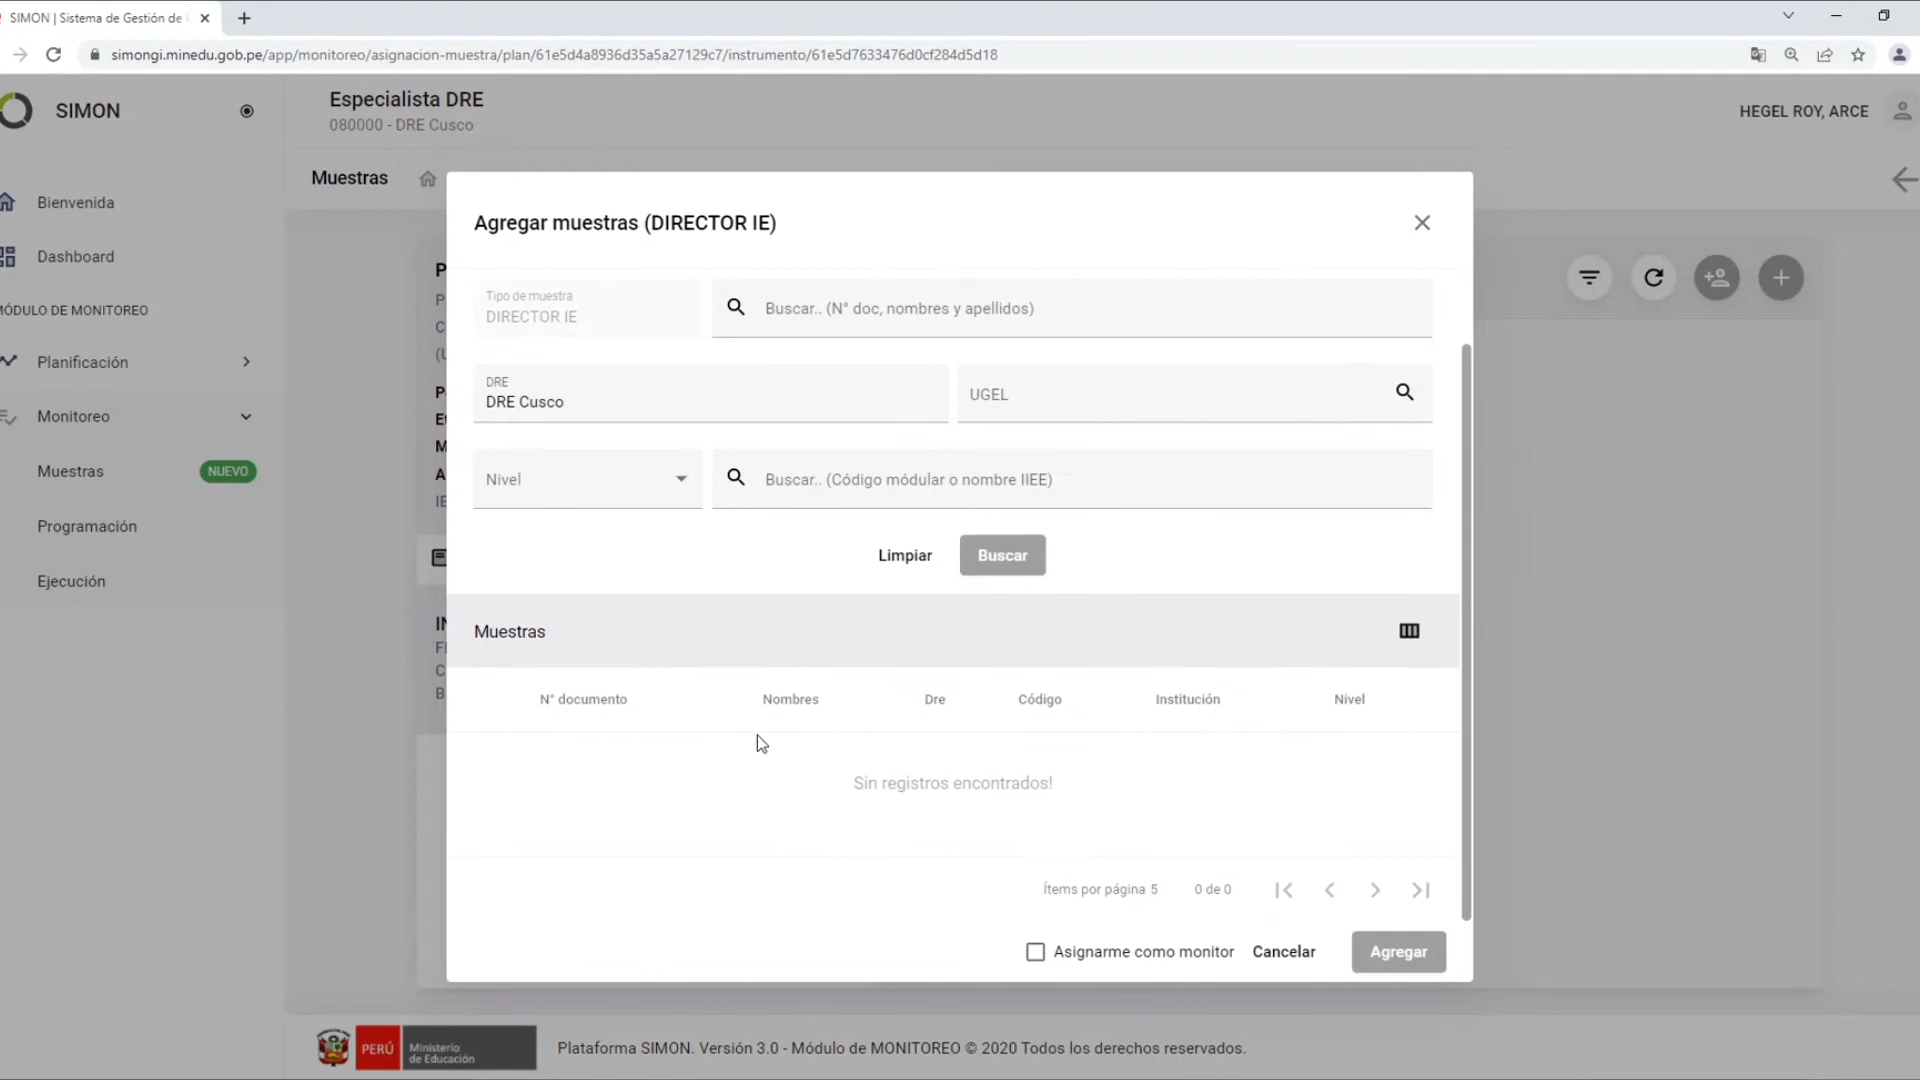 SIMON | Sistema de Gestión de
simongi.minedu.gob.pe/app/monitoreo/asignacion-muestra/plan/61e5d4a8936d35a5a27129c7/instrumento/61e5d7633476d0cf284d5d18
SIMON
Especialista DRE
080000 - DRE Cusco
HEGEL ROY, ARCE
Muestras
Bienvenida
Dashboard
MÓDULO DE MONITOREO
Planificación
Monitoreo
Muestras
NUEVO
Programación
Ejecución
Agregar muestras (DIRECTOR IE)
Tipo de muestra
DIRECTOR IE
Buscar.. (N° doc, nombres y apellidos)
DRE
DRE Cusco
UGEL
Nivel
Buscar.. (Código módular o nombre IIEE)
Limpiar
Buscar
Muestras
N° documento Nombres Dre Código Institución Nivel
Sin registros encontrados!
Ítems por página 5 0 de 0
Asignarme como monitor Cancelar Agregar
PERÚ
Ministerio
de Educación
Plataforma SIMON. Versión 3.0 - Módulo de MONITOREO © 2020 Todos los derechos reservados.